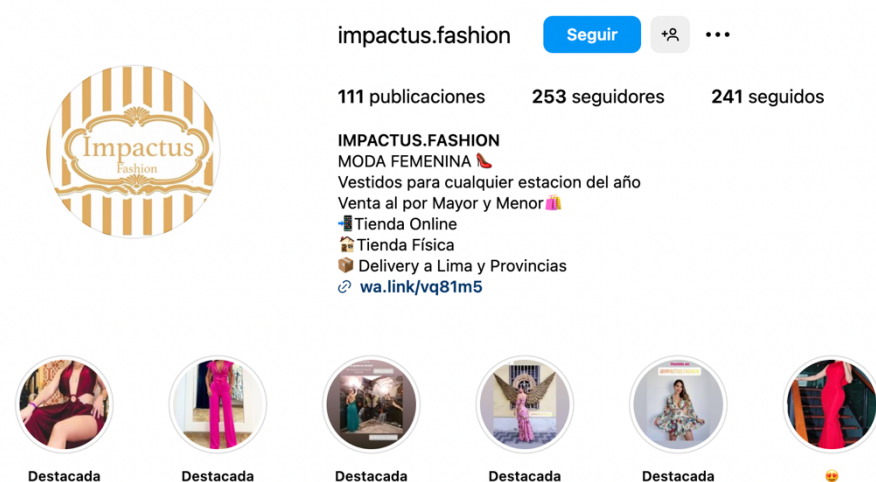 impactus.fashion
Seguir
111 publicaciones 253 seguidores 241 seguidos
Impactus
Fashion
IMPACTUS.FASHION
MODA FEMENINA 👠
Vestidos para cualquier estacion del año
Venta al por Mayor y Menor🛍️
📲Tienda Online
🏠Tienda Física
📦 Delivery a Lima y Provincias
wa.link/vq81m5
Destacada Destacada Destacada Destacada Destacada 😍